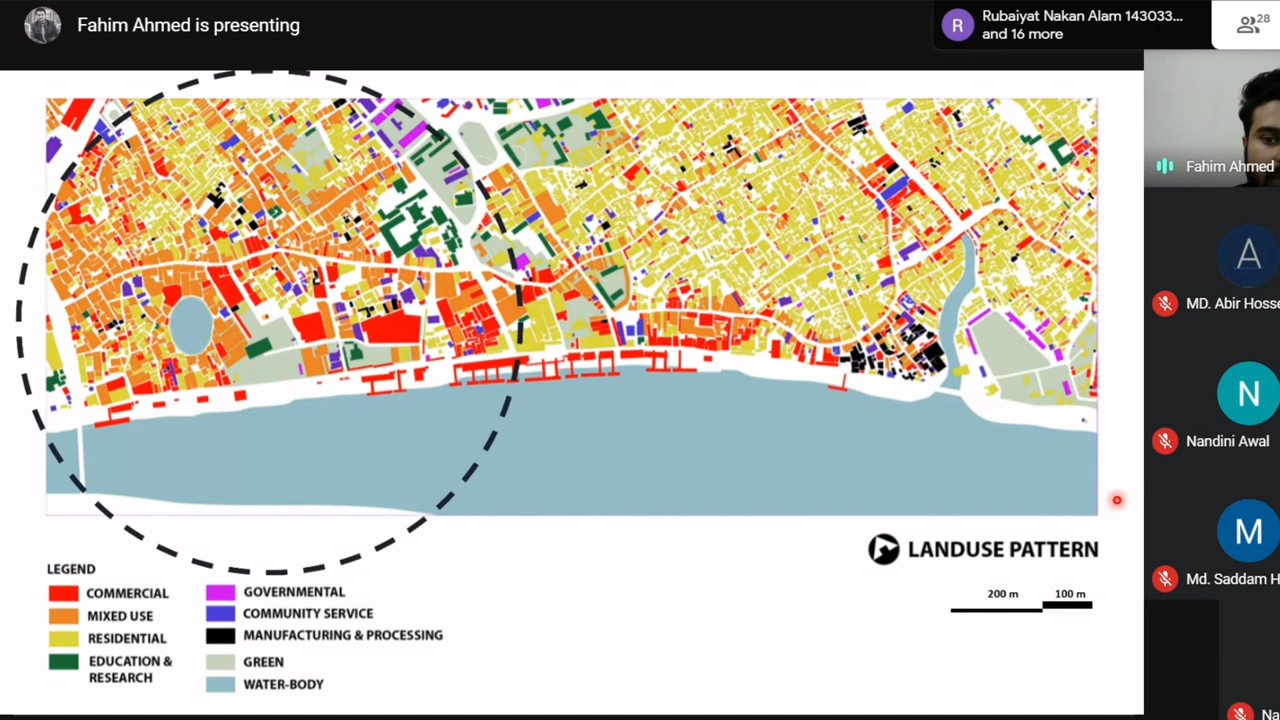 Fahim Ahmed is presenting
R
Rubaiyat Nakan Alam 143033...
and 16 more
28
Fahim Ahmed
A
MD. Abir Hoss
N
Nandini Awal
M
Md. Saddam H
Na
LANDUSE PATTERN
200 m
100 m
LEGEND
COMMERCIAL
MIXED USE
RESIDENTIAL
EDUCATION &
RESEARCH
GOVERNMENTAL
COMMUNITY SERVICE
MANUFACTURING & PROCESSING
GREEN
WATER-BODY